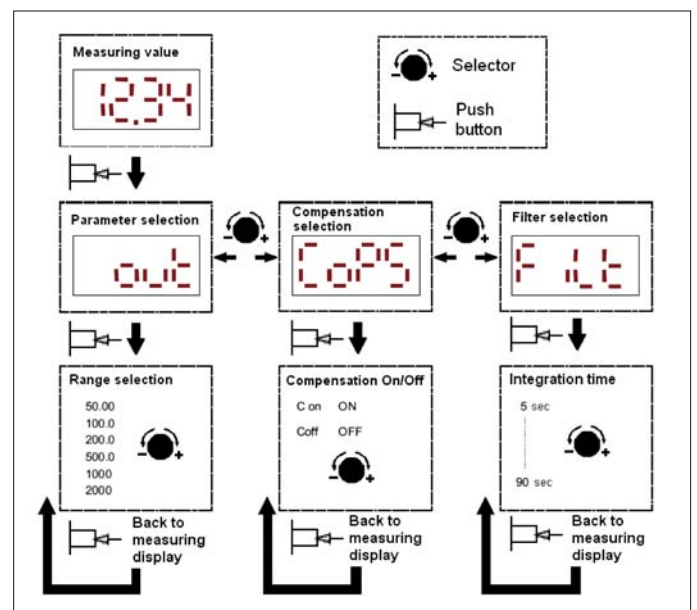 Measuring value
12.34
Selector
Push
button
Parameter selection
out
Compensation
selection
CoPS
Filter selection
FiLt
- +
- +
- +
Range selection
50.00
100.0
200.0
500.0
1000
2000
- +
Compensation On/Off
C on ON
Coff OFF
- +
Integration time
5 sec
90 sec
- +
Back to
measuring
display
Back to
measuring
display
Back to
measuring
display